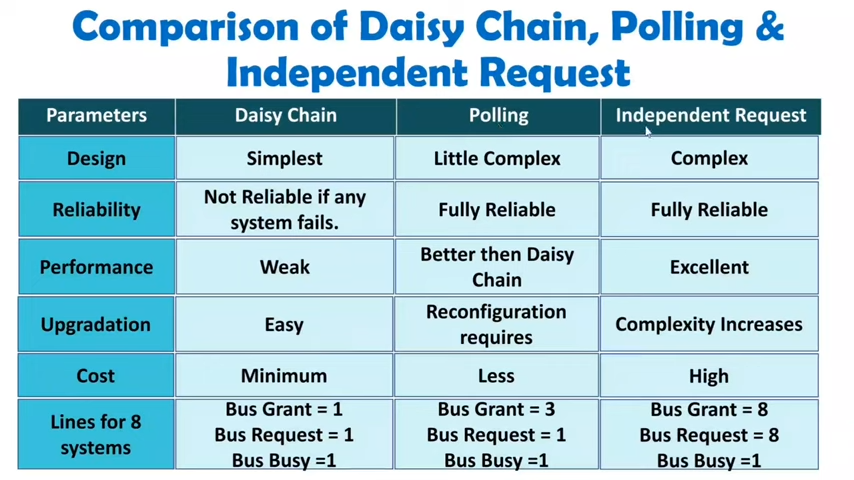 Comparison of Daisy Chain, Polling &
Independent Request
Parameters Daisy Chain Polling Independent Request
Design Simplest Little Complex Complex
Reliability Not Reliable if any system fails. Fully Reliable Fully Reliable
Performance Weak Better then Daisy Chain Excellent
Upgradation Easy Reconfiguration requires Complexity Increases
Cost Minimum Less High
Lines for 8 systems
Bus Grant = 1
Bus Request = 1
Bus Busy =1
Bus Grant = 3
Bus Request = 1
Bus Busy =1
Bus Grant = 8
Bus Request = 8
Bus Busy =1